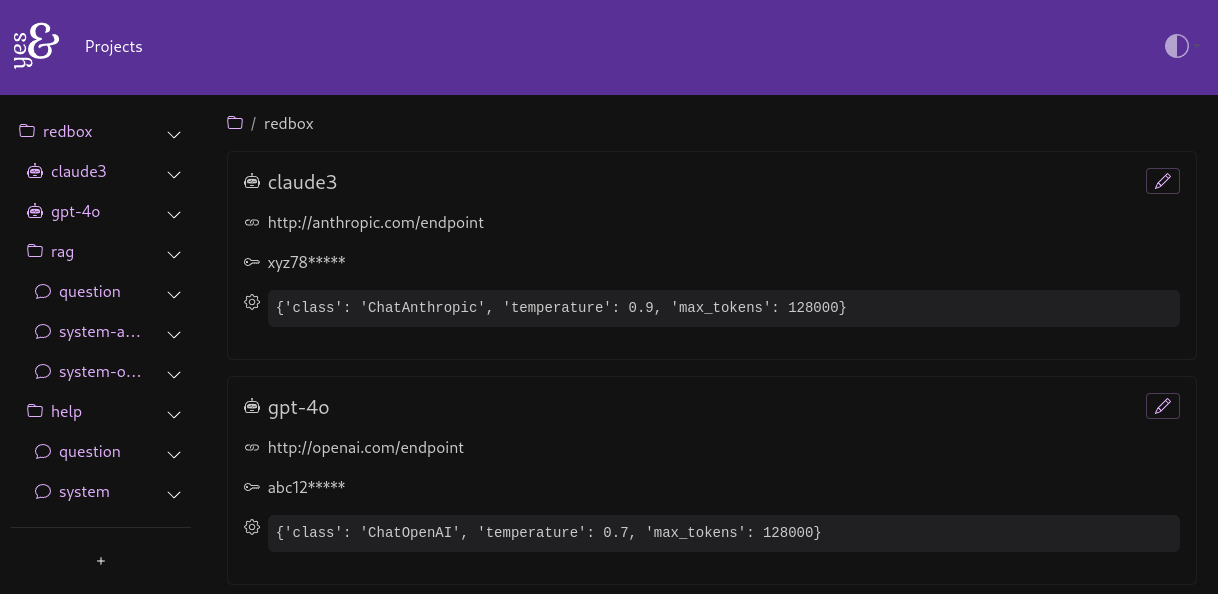 yes&
Projects
redbox
claude3
gpt-4o
rag
question
system-a...
system-o...
help
question
system
+
/ redbox
claude3
http://anthropic.com/endpoint
xyz78*****
{'class': 'ChatAnthropic', 'temperature': 0.9, 'max_tokens': 128000}
gpt-4o
http://openai.com/endpoint
abc12*****
{'class': 'ChatOpenAI', 'temperature': 0.7, 'max_tokens': 128000}